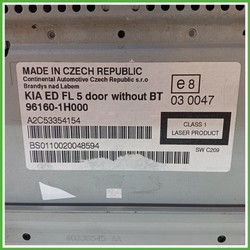 MADE IN CZECH REPUBLIC
Continental Automotive Czech Republic s.r.o
Brandys nad Labem
KIA ED FL 5 door without BT
96160-1H000
e8
03 0047
A2C53354154
CLASS 1
LASER PRODUCT
BS0110020048594
SW C209